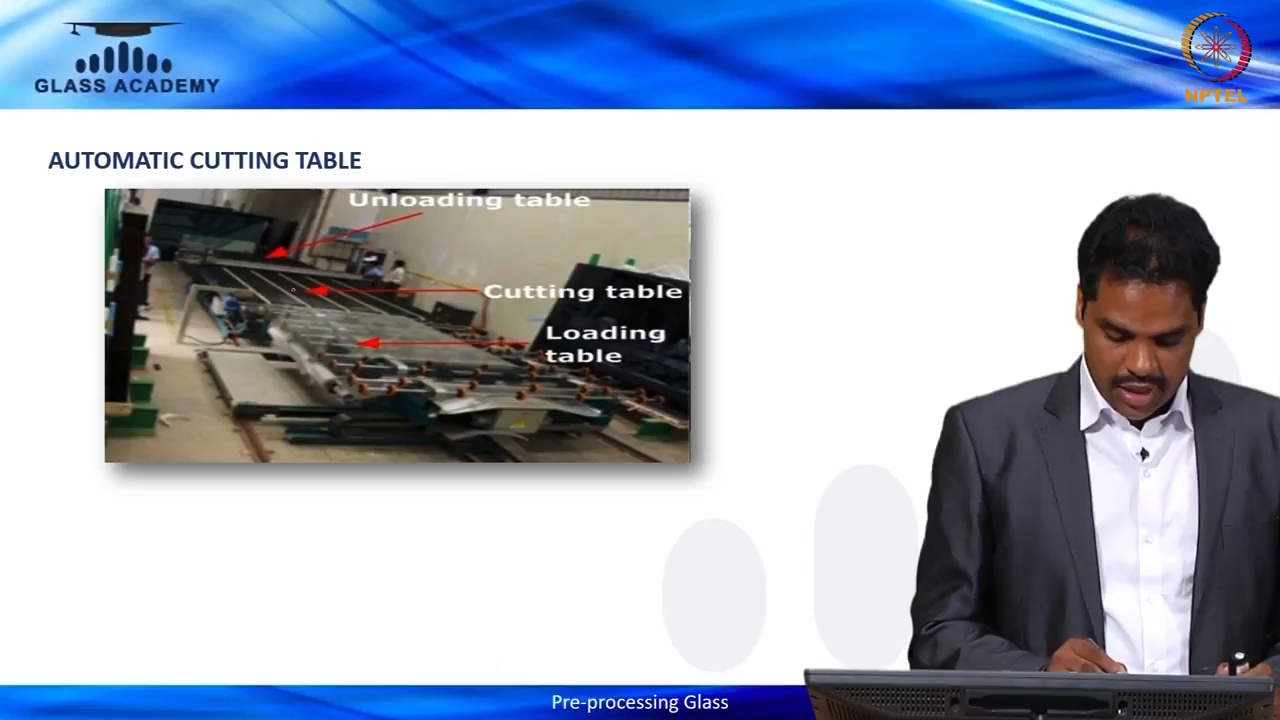 GLASS ACADEMY
NPTEL
AUTOMATIC CUTTING TABLE
Unloading table
Cutting table
Loading
table
Pre-processing Glass